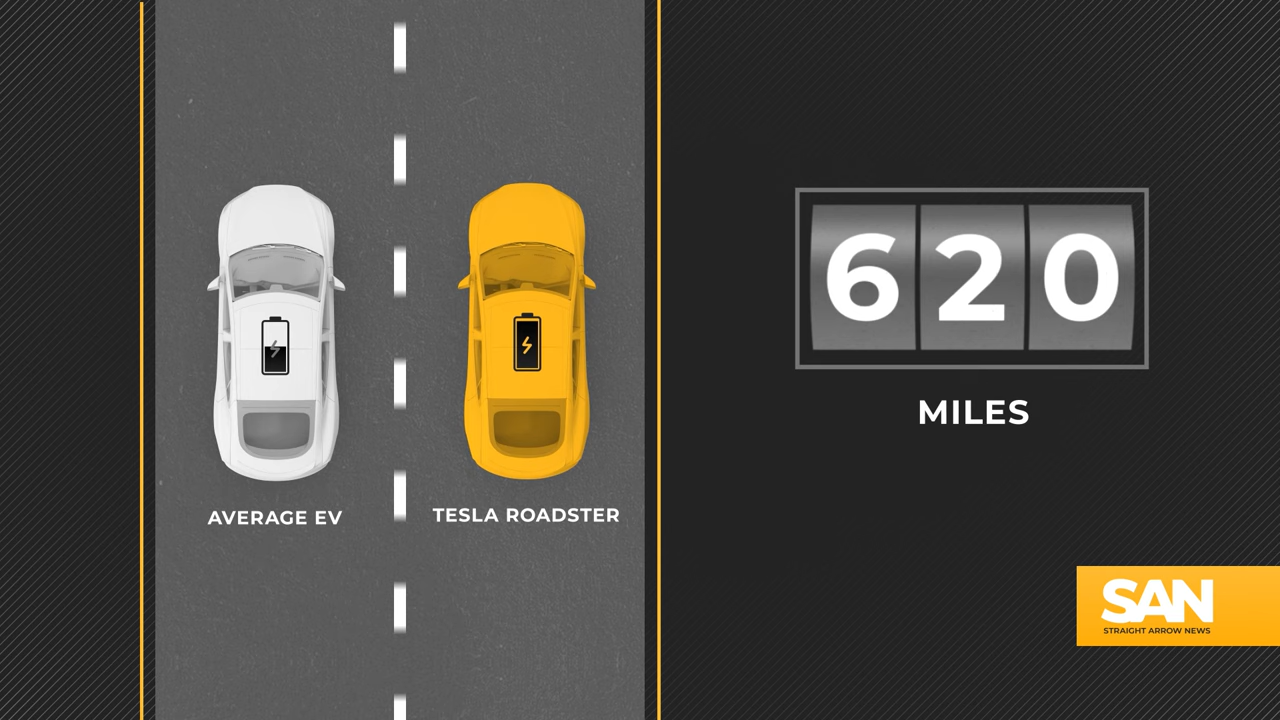 AVERAGE EV
TESLA ROADSTER
620
MILES
SAN
STRAIGHT ARROW NEWS